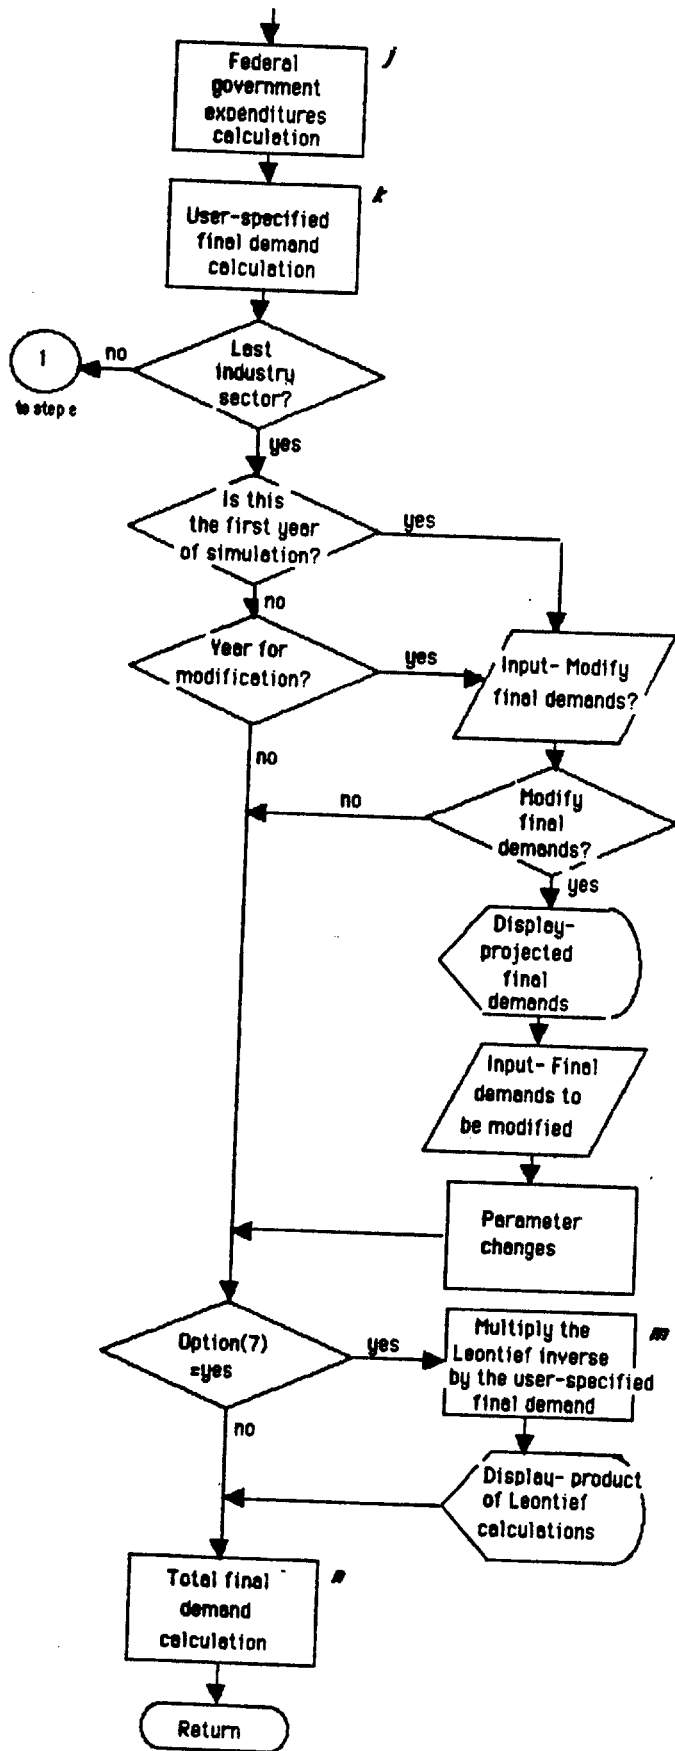 j
Federal
government
expenditures
calculation
k
User-specified
final demand
calculation
Last
industry
sector?
no
1
to step e
yes
Is this
the first year
of simulation?
yes
no
Year for
modification?
yes
Input- Modify
final demands?
no
Modify
final
demands?
no
yes
Display-
projected
final
demands
Input- Final
demands to
be modified
Parameter
changes
Option(7)
=yes
yes
Multiply the
Leontief inverse
by the user-specified
final demand
m
no
Display- product
of Leontief
calculations
Total final
demand
calculation
n
Return